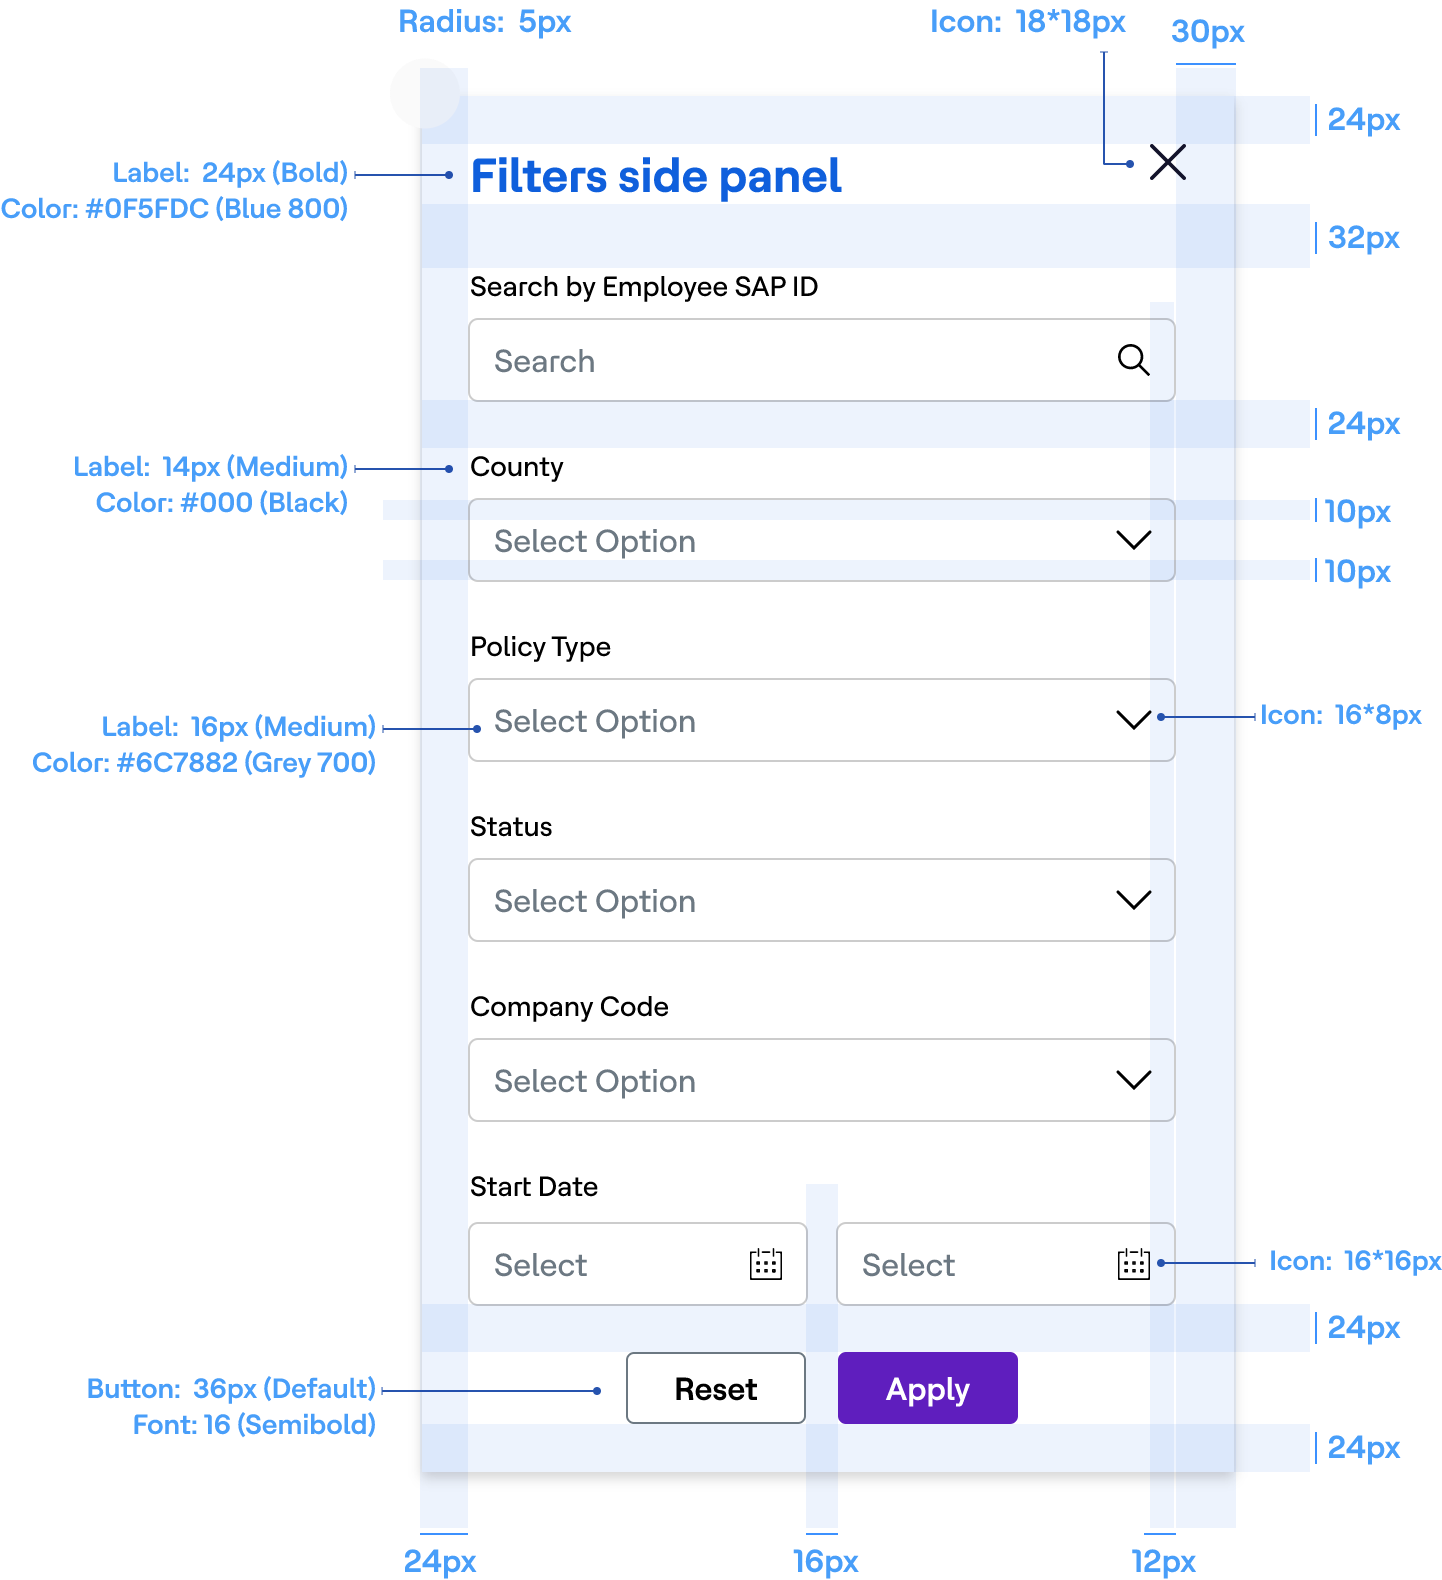 Radius:  5px
Icon:  18*18px
30px
24px
Label:  24px (Bold)
Color: #0F5FDC (Blue 800)
Filters side panel
32px
Search by Employee SAP ID
Search
24px
Label:  14px (Medium)
Color: #000 (Black)
County
10px
Select Option
10px
Policy Type
Label:  16px (Medium)
Color: #6C7882 (Grey 700)
Select Option
Icon:  16*8px
Status
Select Option
Company Code
Select Option
Start Date
Select
Select
Icon:  16*16px
24px
Button:  36px (Default)
Font: 16 (Semibold)
Reset
Apply
24px
24px
16px
12px